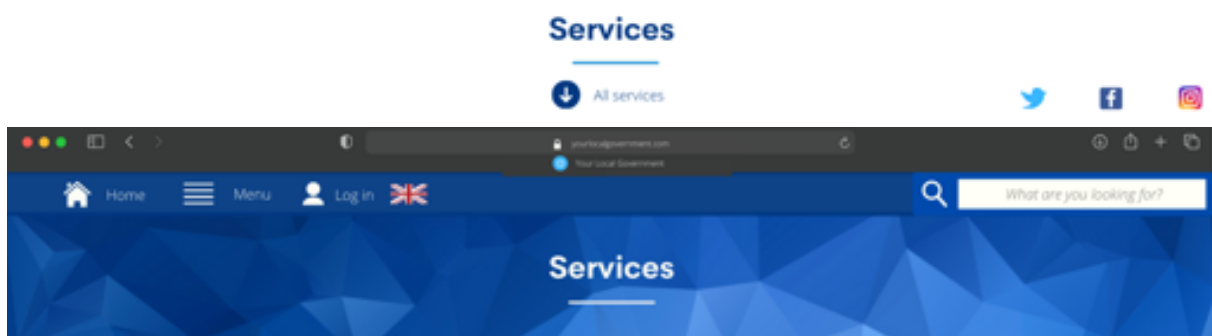 Services
All services
yourlocalgovernment.com
Your Local Government
Home Menu Log in What are you looking for?
Services